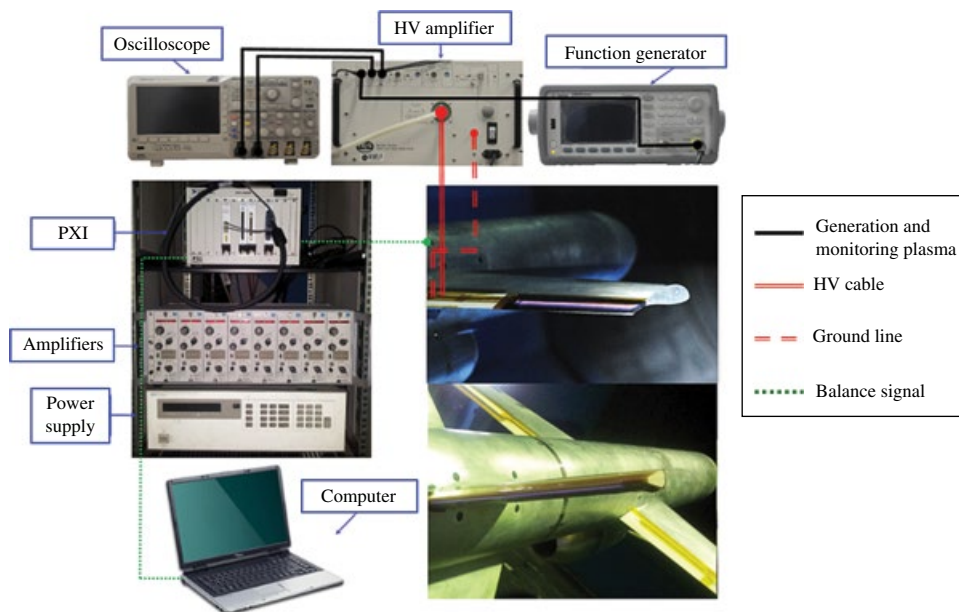 HV amplifier
Oscilloscope
Function generator
PXI
Generation and
monitoring plasma
HV cable
Amplifiers
Ground line
Power
supply
Balance signal
Computer